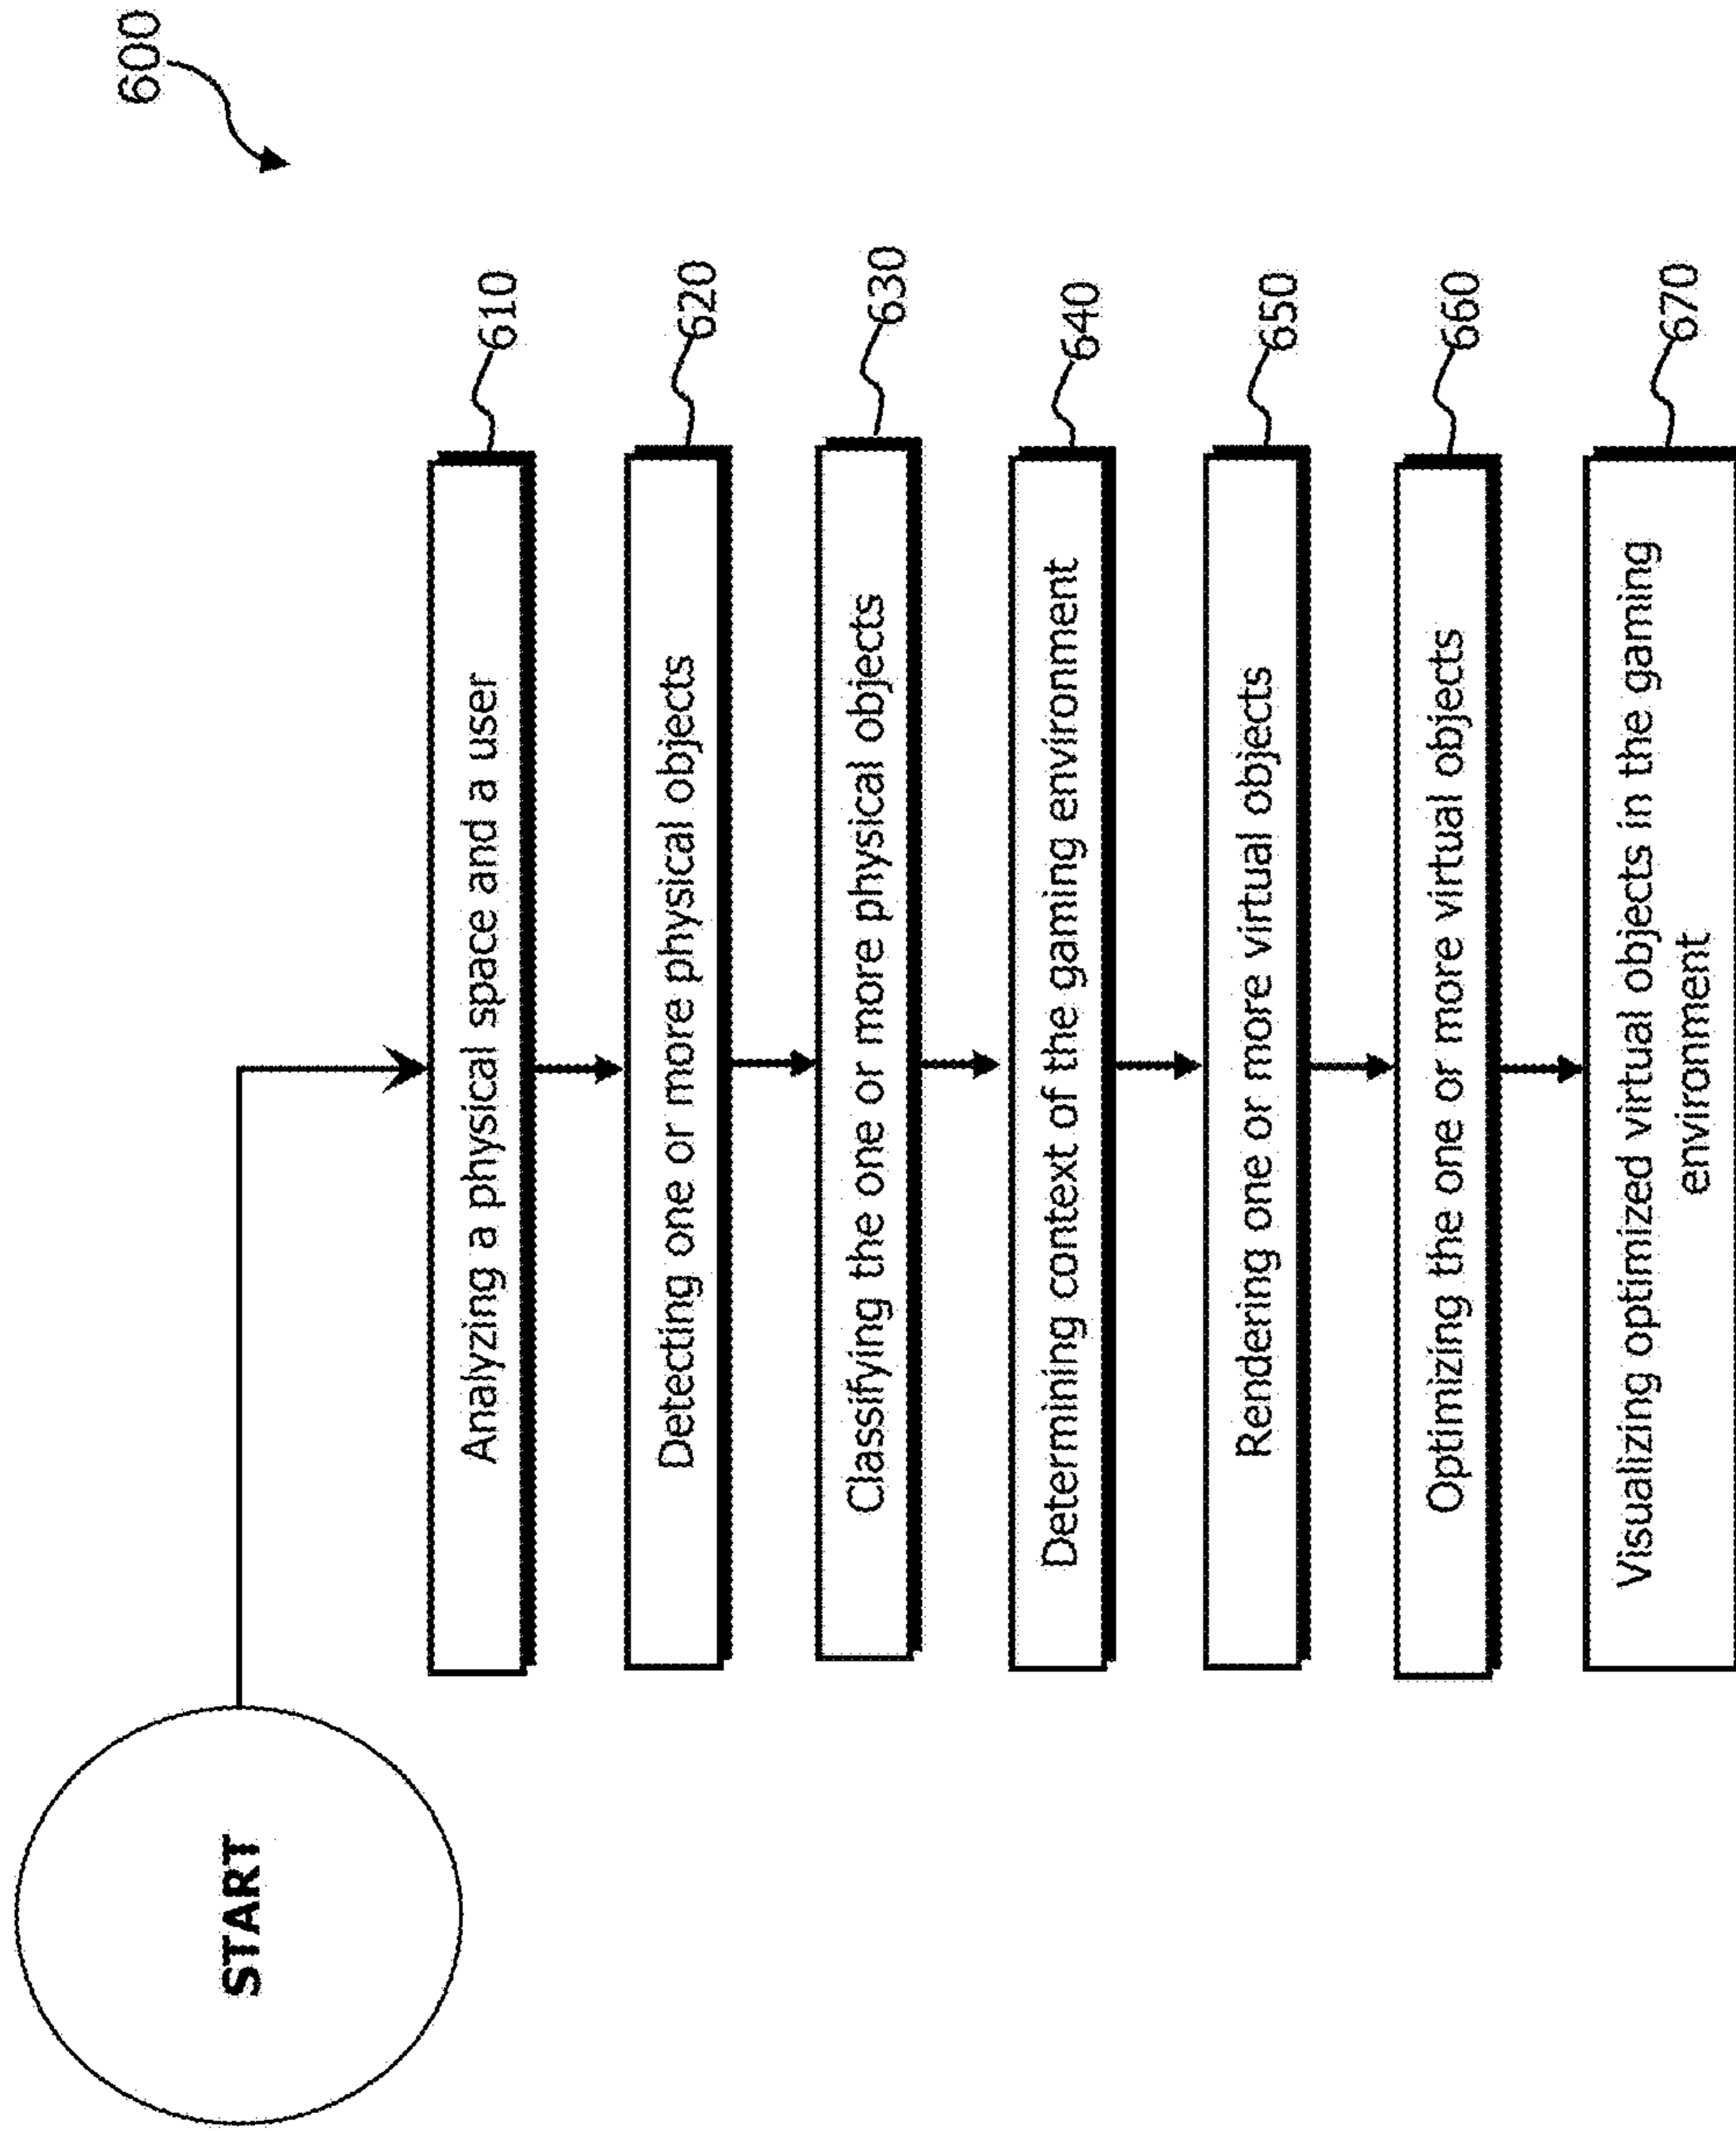 600
START
Analyzing a physical space and a user
610
Detecting one or more physical objects
620
Classifying the one or more physical objects
630
Determining context of the gaming environment
640
Rendering one or more virtual objects
650
Optimizing the one or more virtual objects
660
Visualizing optimized virtual objects in the gaming
environment
670